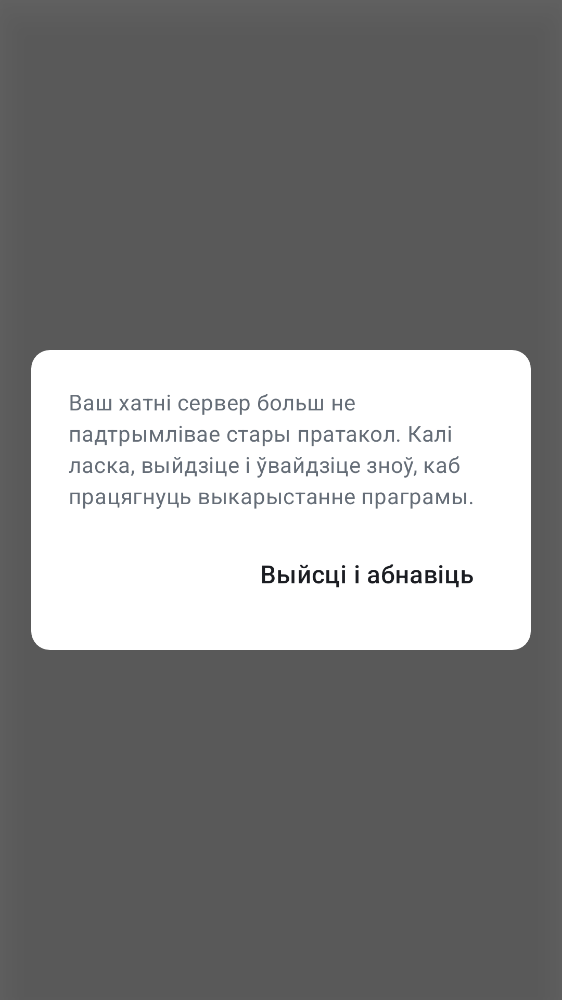 Ваш хатні сервер больш не
падтрымлівае стары пратакол. Калі
ласка, выйдзіце і ўвайдзіце зноў, каб
працягнуць выкарыстанне праграмы.
Выйсці і абнавіць